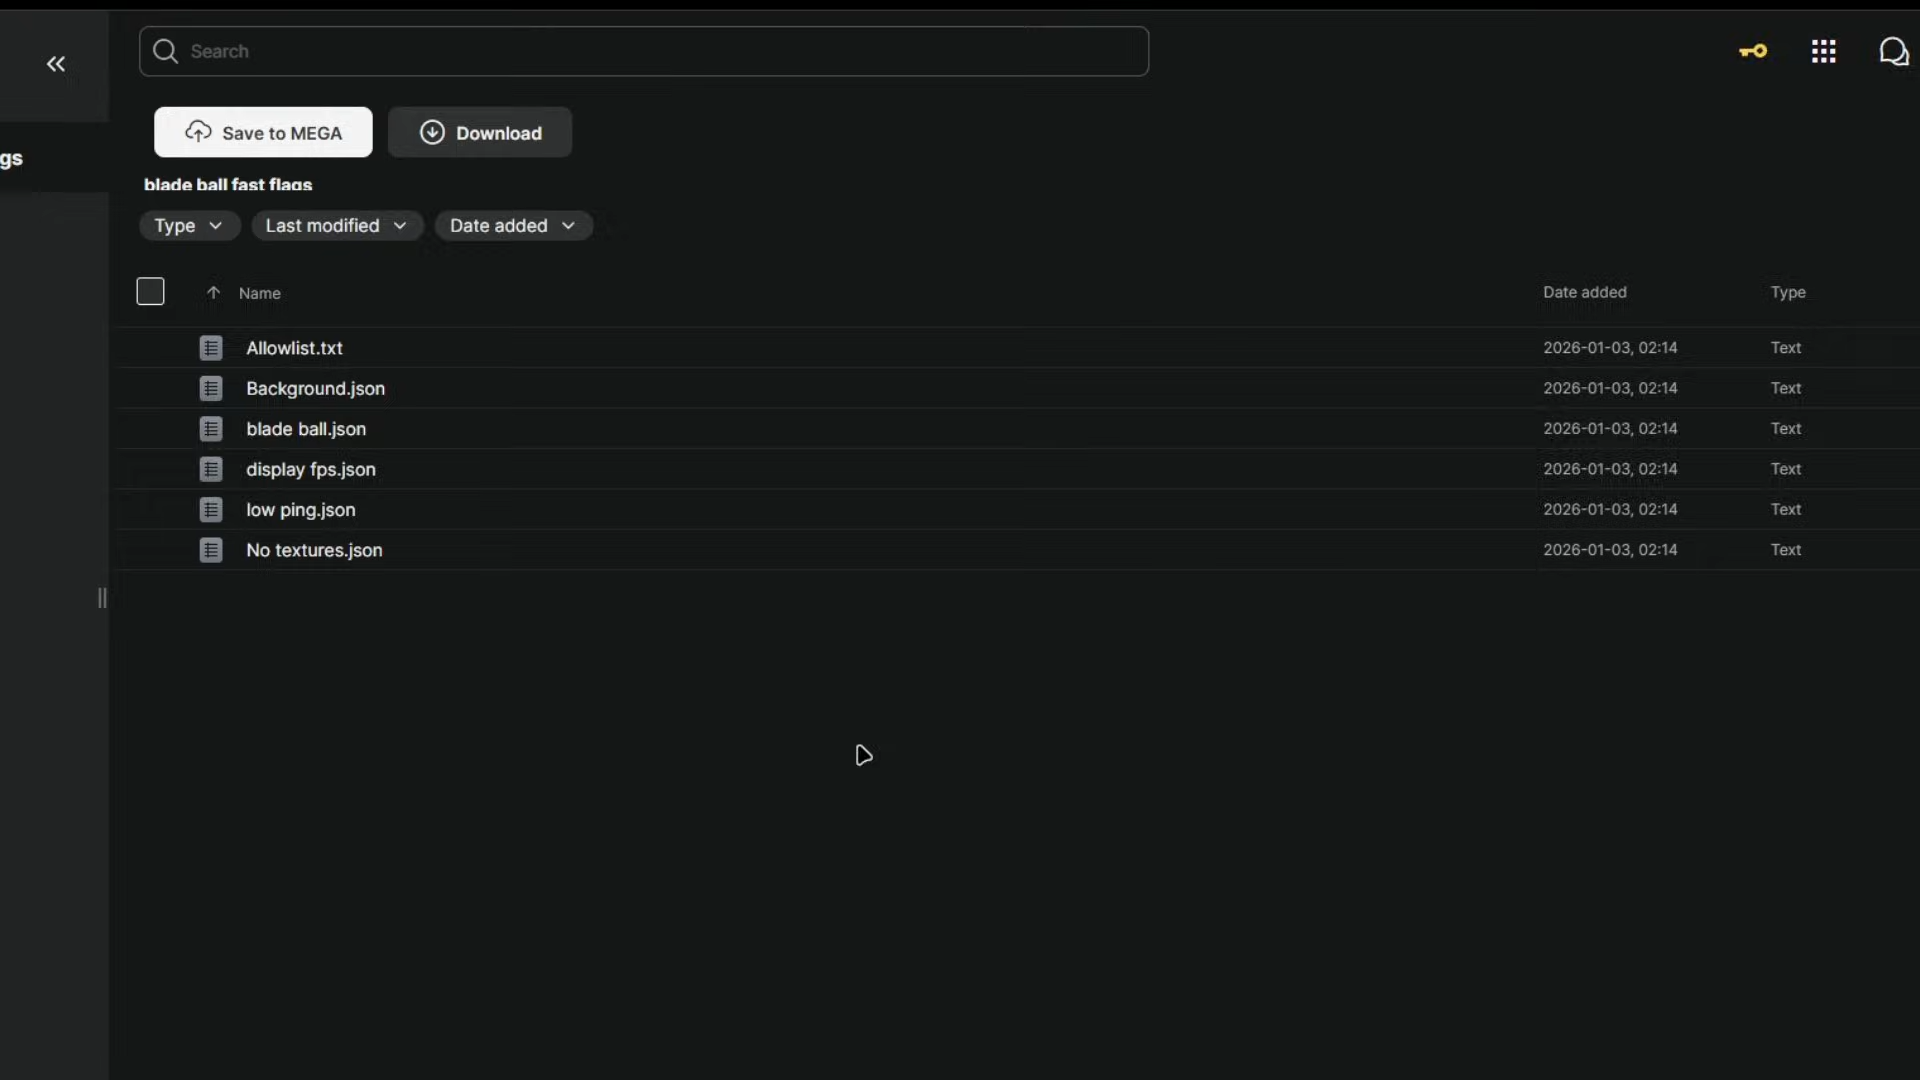 Search
Save to MEGA
Download
gs
blade ball fast flags
Type
Last modified
Date added
Name
Date added
Type
Allowlist.txt
2026-01-03, 02:14
Text
Background.json
2026-01-03, 02:14
Text
blade ball.json
2026-01-03, 02:14
Text
display fps.json
2026-01-03, 02:14
Text
low ping.json
2026-01-03, 02:14
Text
No textures.json
2026-01-03, 02:14
Text